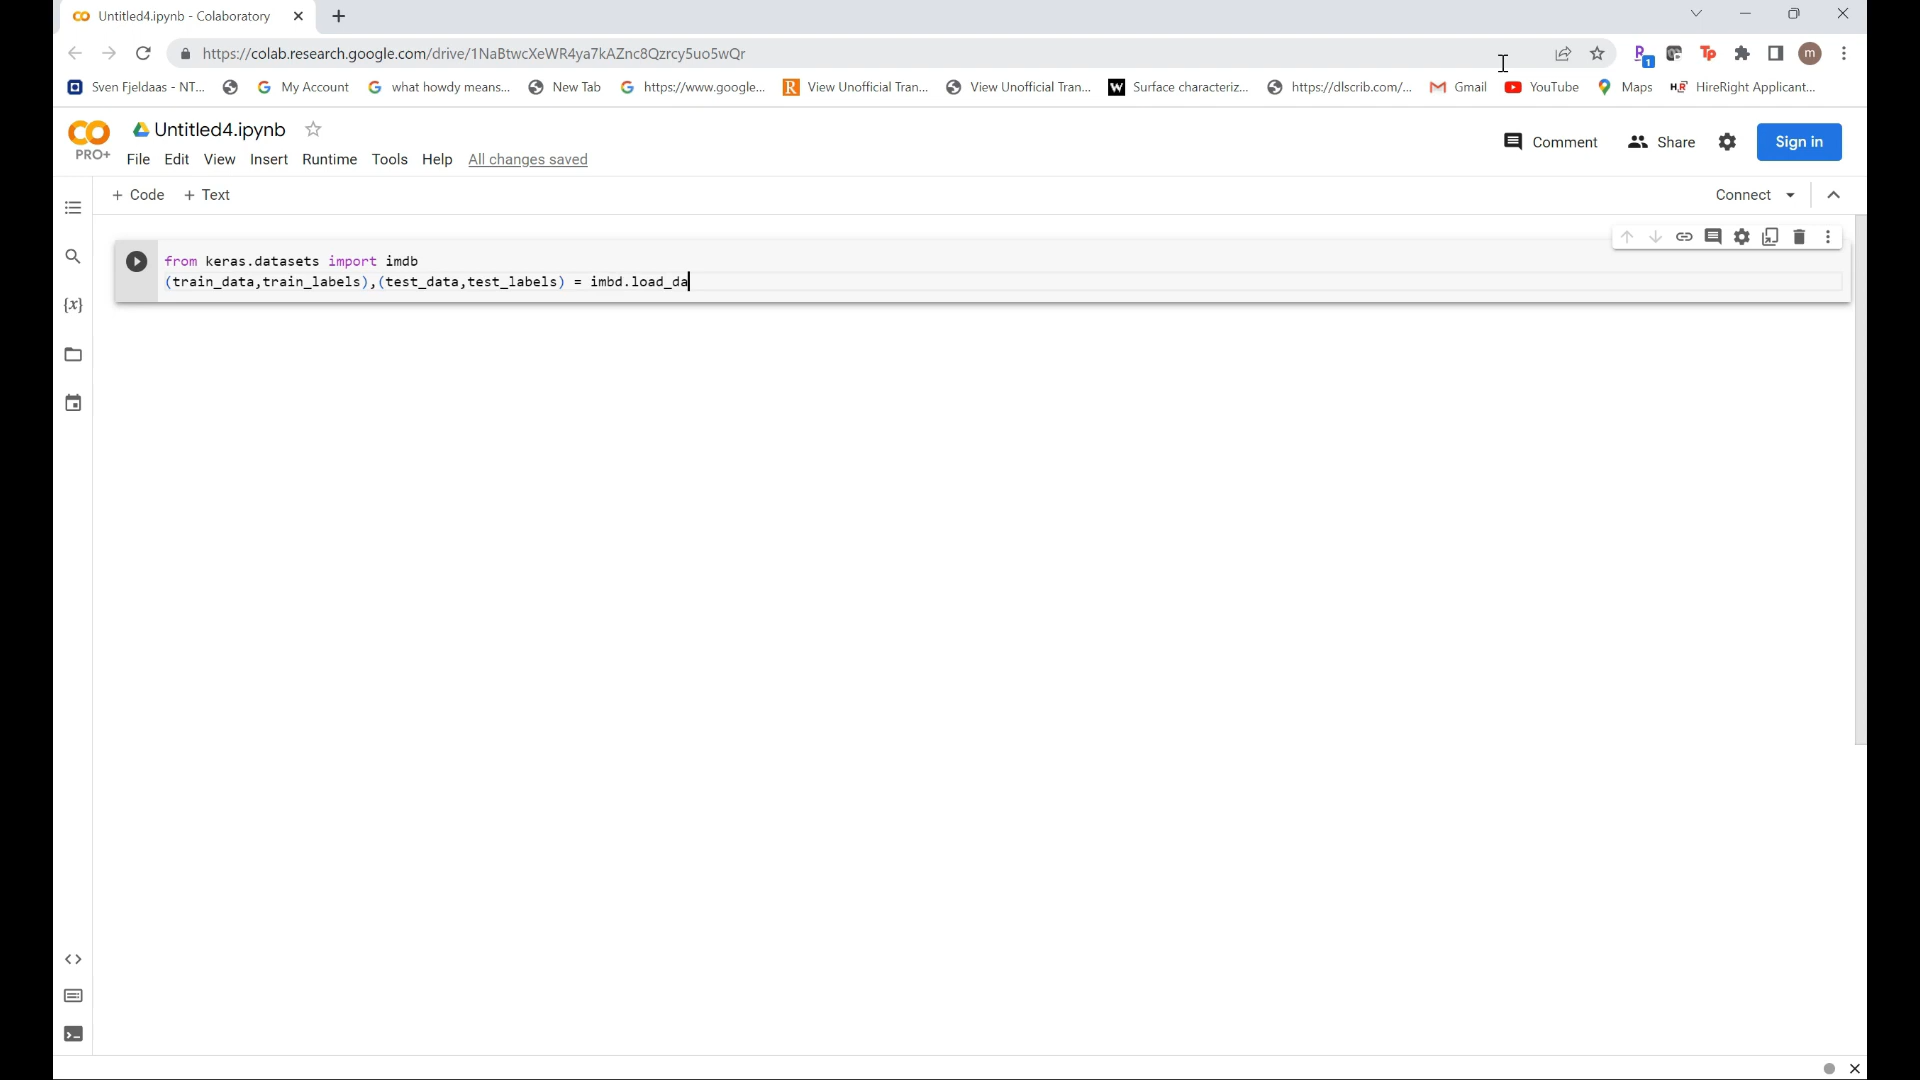 Untitled4.ipynb - Colaboratory
https://colab.research.google.com/drive/1NaBtwcXeWR4ya7kAZnc8Qzrcy5uo5wQr
1
m
Sven Fjeldaas - NT... My Account what howdy means... New Tab https://www.google... View Unofficial Tran... View Unofficial Tran... W Surface characteriz... https://dlscrib.com/... Gmail YouTube Maps HR HireRight Applicant...
CO PRO+
Untitled4.ipynb
File Edit View Insert Runtime Tools Help All changes saved
Comment Share Sign in
+ Code + Text
Connect
from keras.datasets import imdb
(train_data,train_labels),(test_data,test_labels) = imbd.load_da
{x}